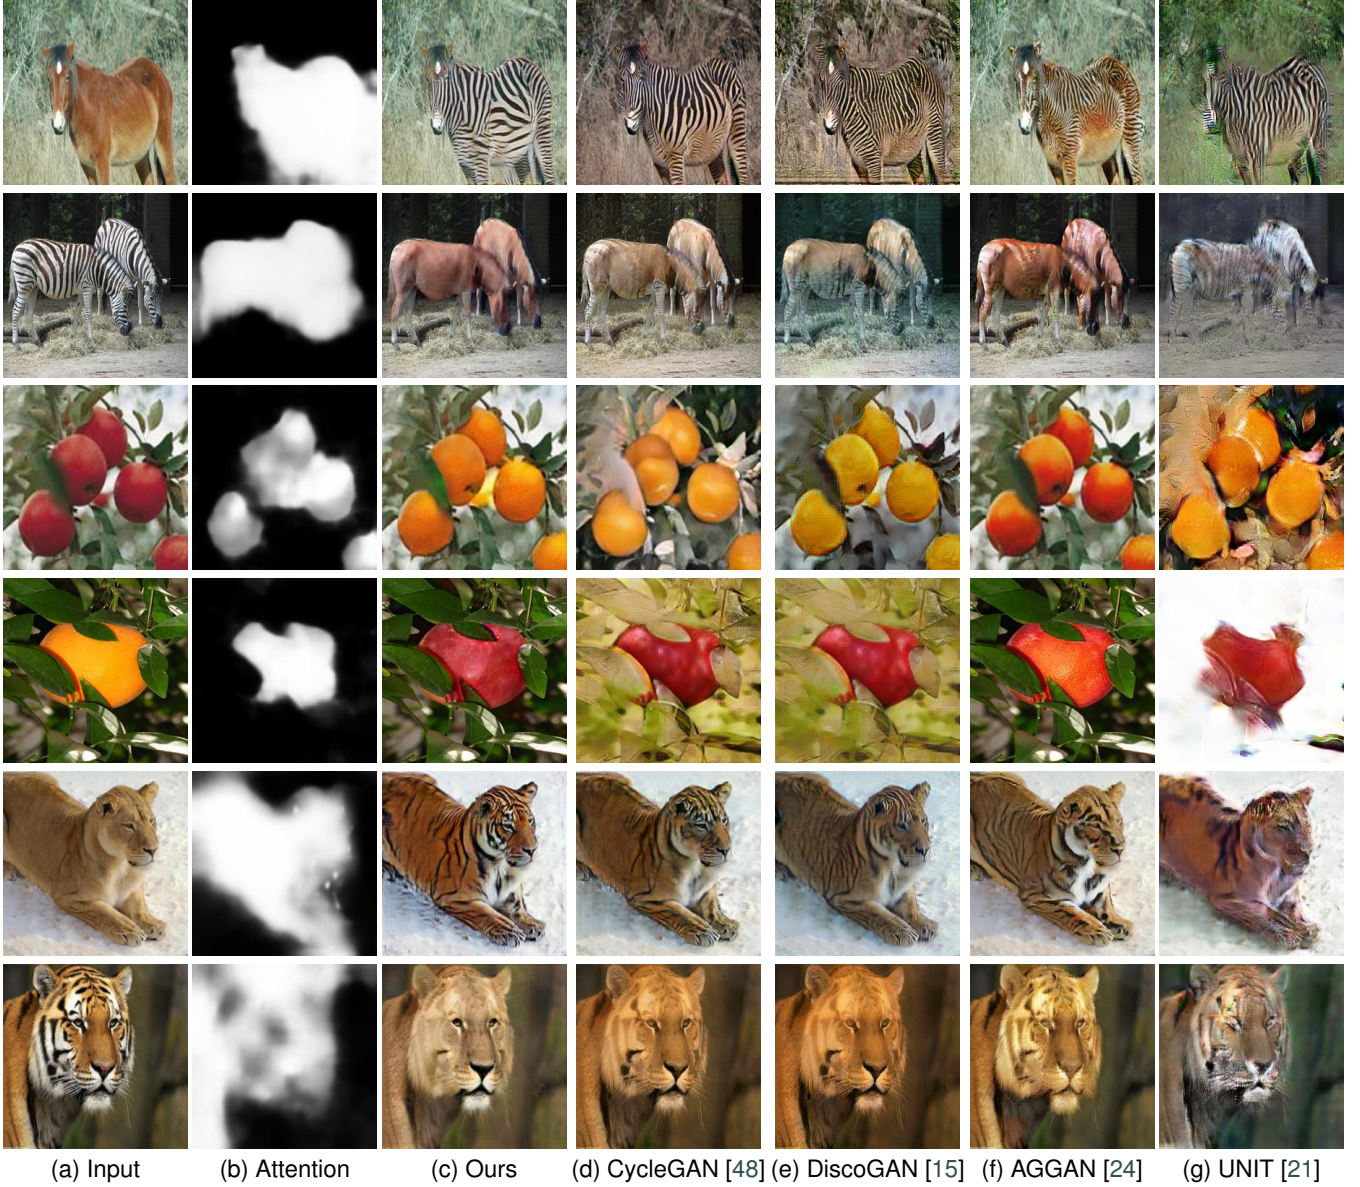 (a) Input (b) Attention (c) Ours (d) CycleGAN [48] (e) DiscoGAN [15] (f) AGGAN [24] (g) UNIT [21]